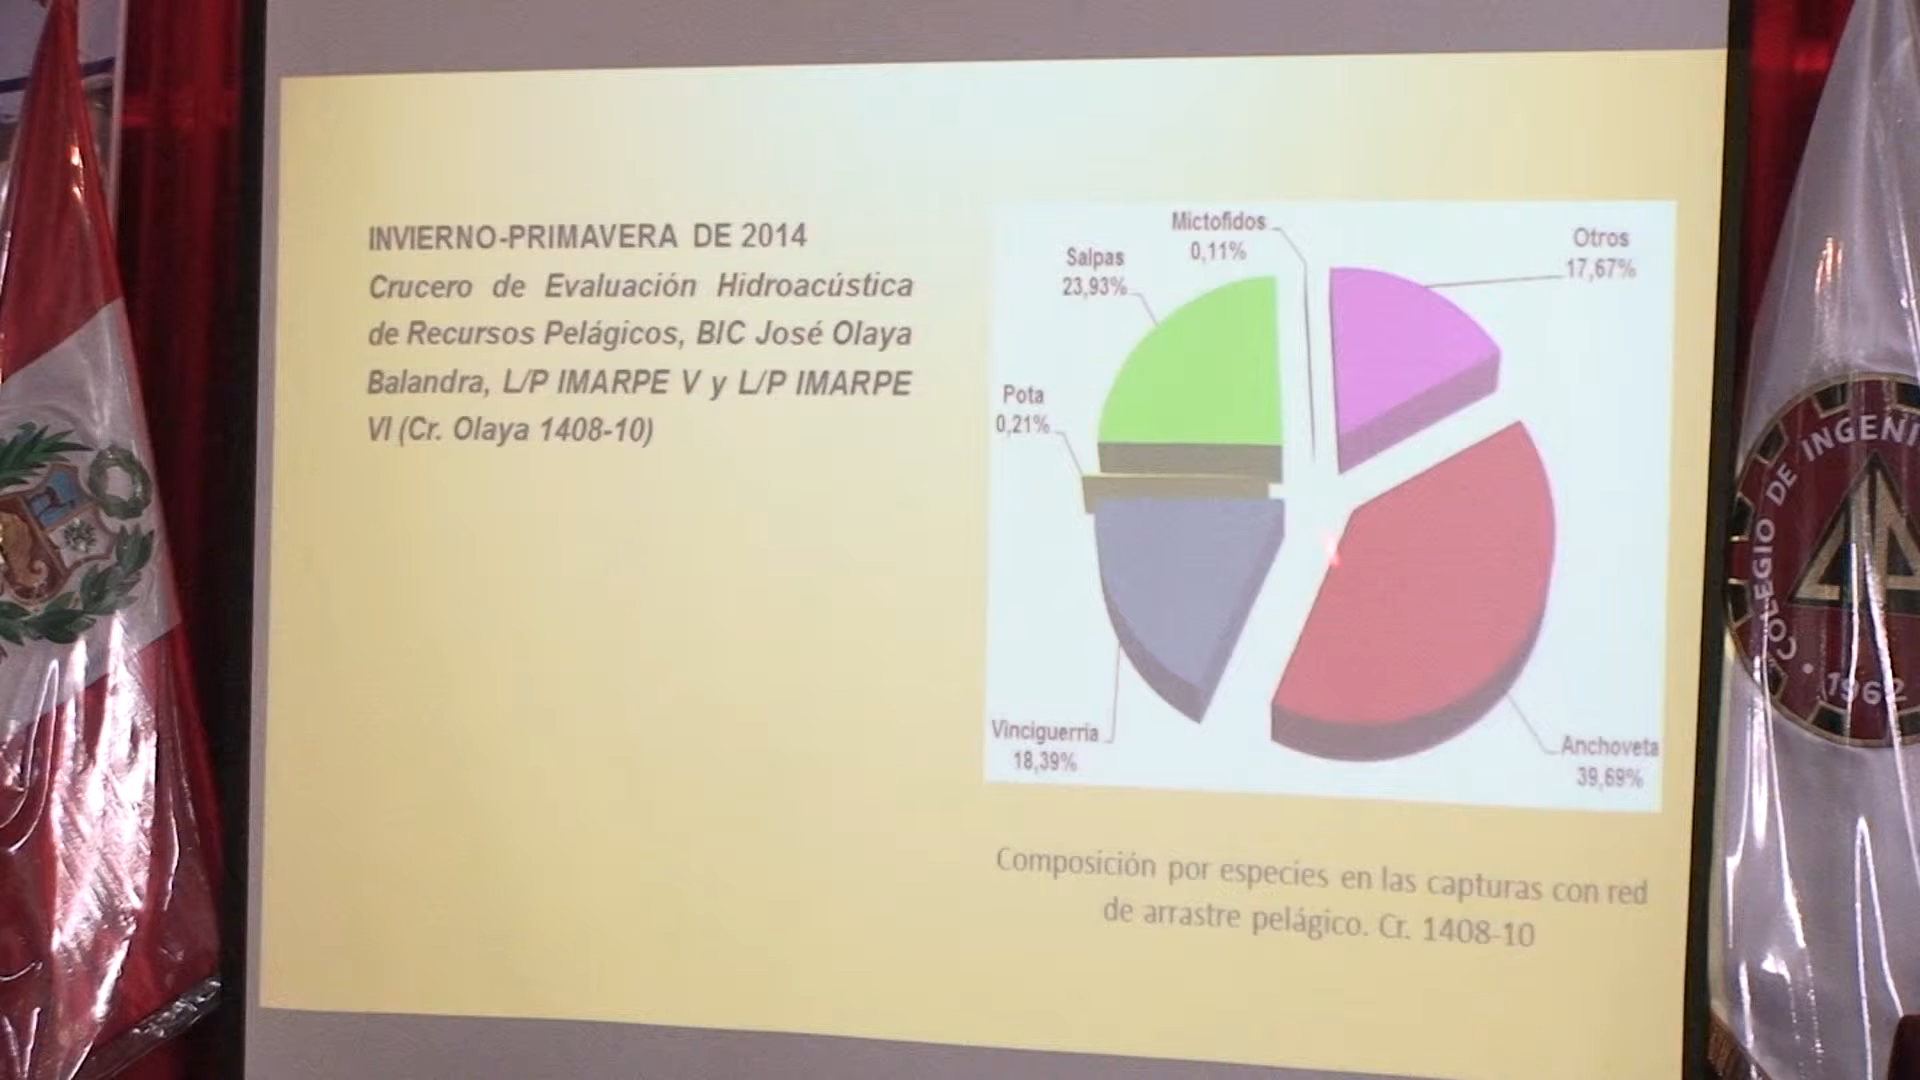 INVIERNO-PRIMAVERA DE 2014
Crucero de Evaluación Hidroacústica
de Recursos Pelágicos, BIC José Olaya
Balandra, L/P IMARPE V y L/P IMARPE
VI (Cr. Olaya 1408-10)
Mictofidos
0,11%
Otros
17,67%
Salpas
23,93%
Pota
0,21%
Vinciguerria
18,39%
Anchoveta
39,69%
Composición por especies en las capturas con red
de arrastre pelágico. Cr. 1408-10
COLEGIO DE INGENI
1962